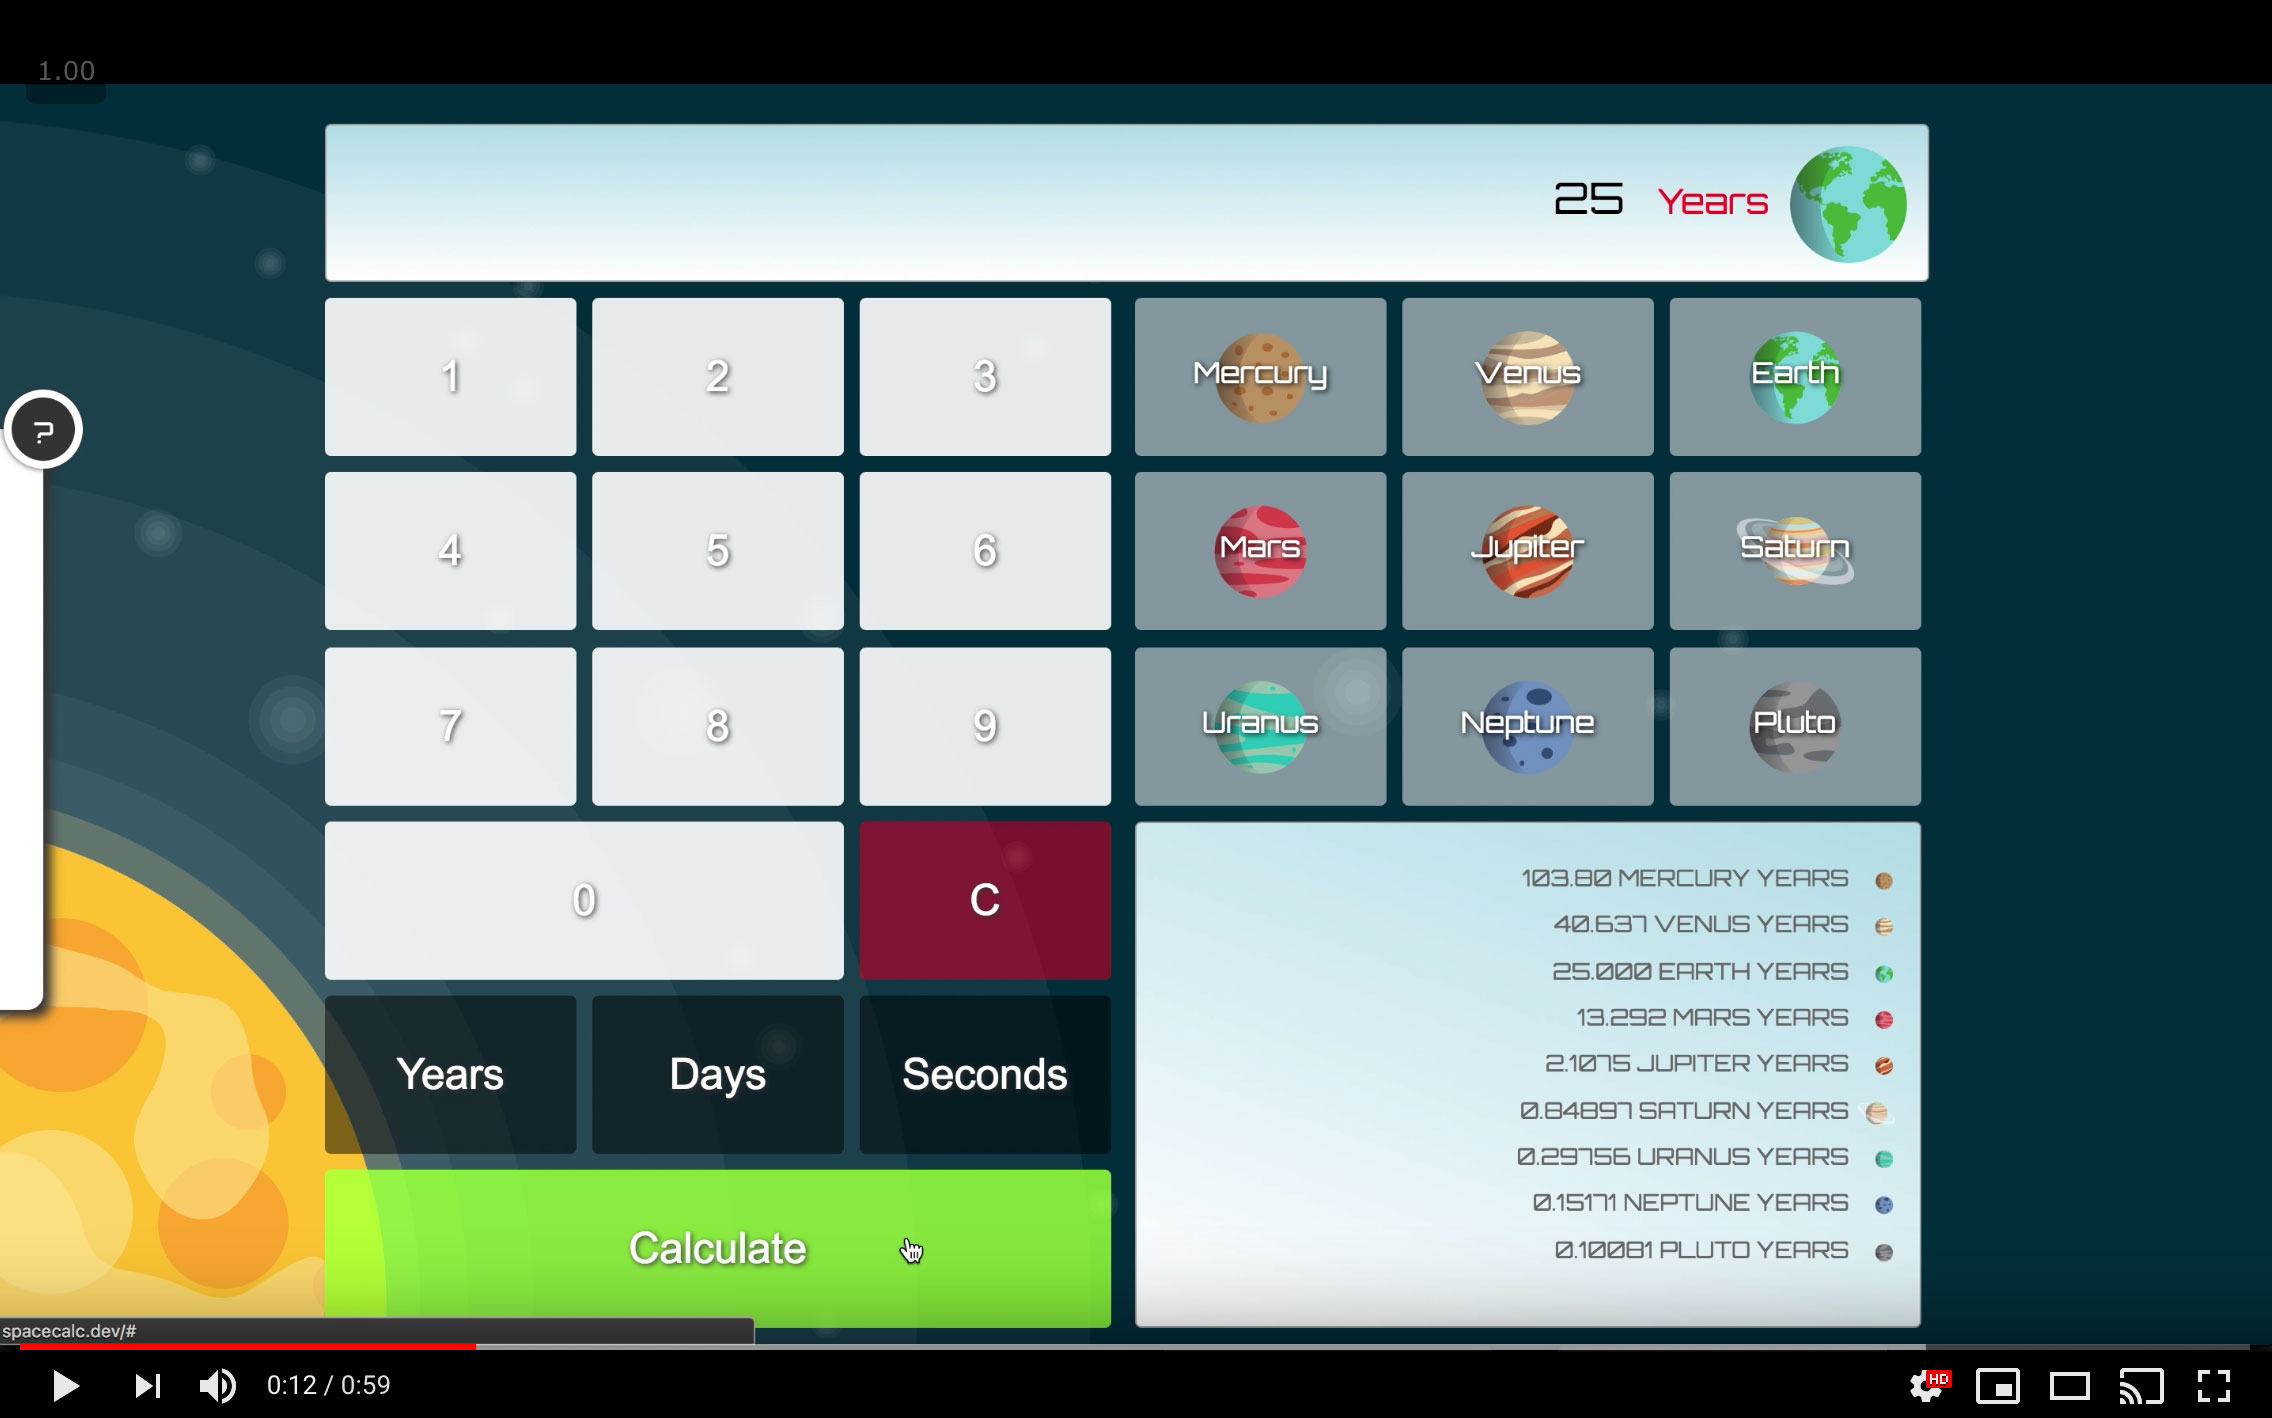 1.00
25 Years
?
1 2 3 Mercury Venus Earth
4 5 6 Mars Jupiter Saturn
7 8 9 Uranus Neptune Pluto
0 C
Years Days Seconds
Calculate
103.80 MERCURY YEARS
40.637 VENUS YEARS
25.000 EARTH YEARS
13.292 MARS YEARS
2.1075 JUPITER YEARS
0.84897 SATURN YEARS
0.29756 URANUS YEARS
0.15171 NEPTUNE YEARS
0.10081 PLUTO YEARS
spacecalc.dev/#
0:12 / 0:59
HD